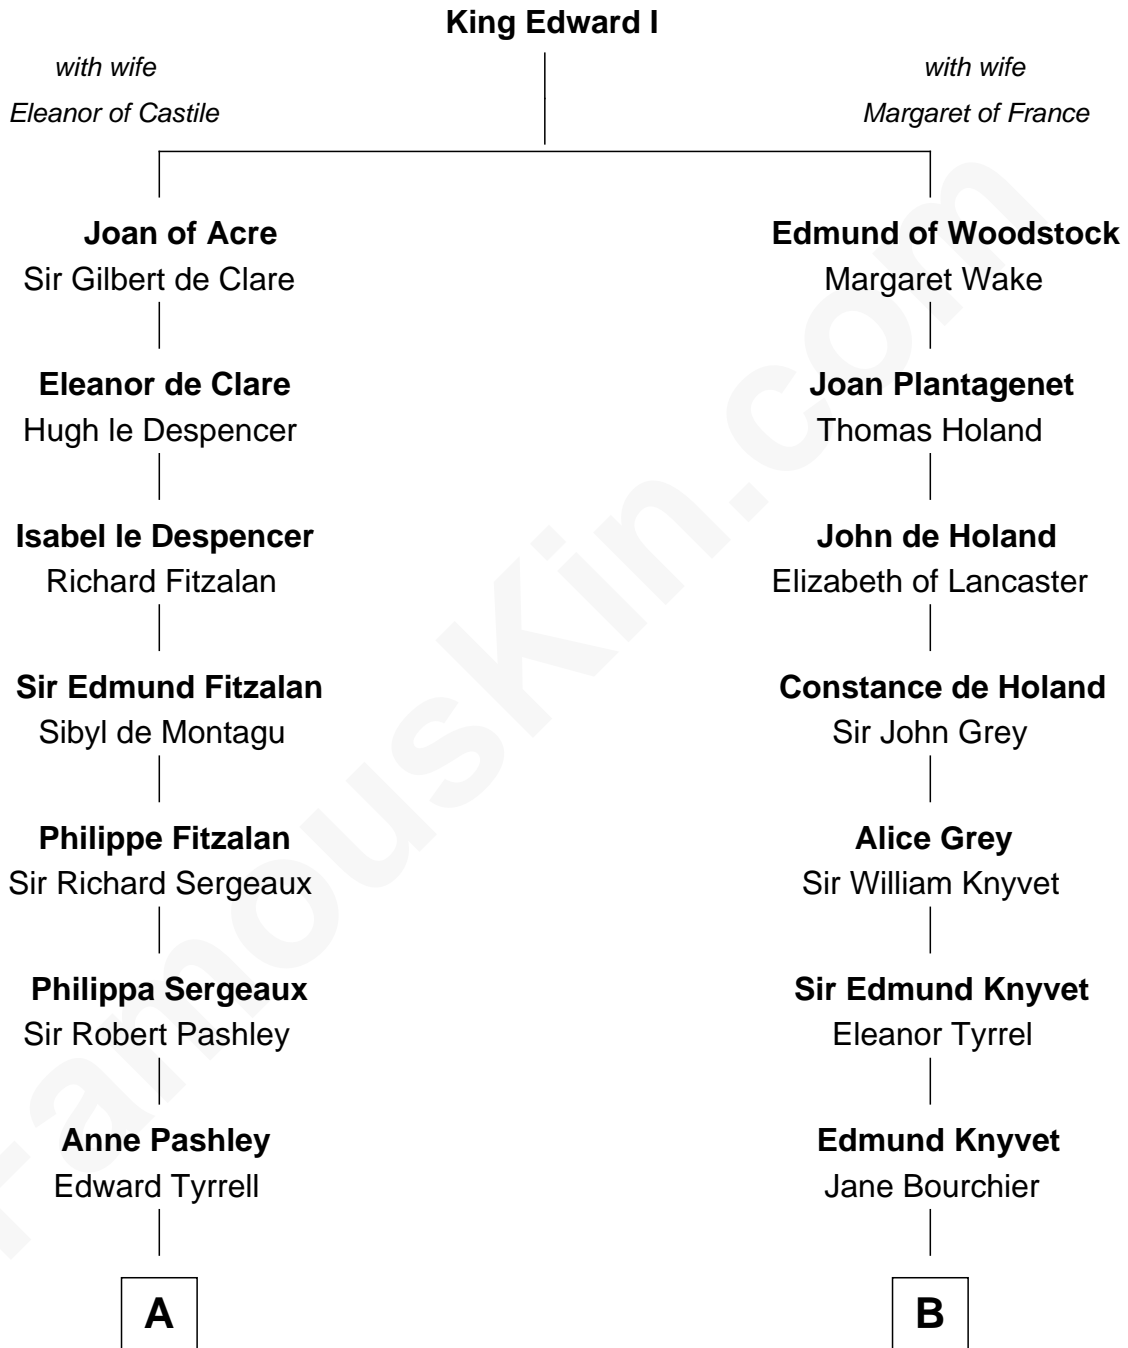 King Edward I
with wife
Eleanor of Castile
with wife
Margaret of France
Joan of Acre
Sir Gilbert de Clare
Eleanor de Clare
Hugh le Despencer
Isabel le Despencer
Richard Fitzalan
Sir Edmund Fitzalan
Sibyl de Montagu
Philippe Fitzalan
Sir Richard Sergeaux
Philippa Sergeaux
Sir Robert Pashley
Anne Pashley
Edward Tyrrell
A
Edmund of Woodstock
Margaret Wake
Joan Plantagenet
Thomas Holand
John de Holand
Elizabeth of Lancaster
Constance de Holand
Sir John Grey
Alice Grey
Sir William Knyvet
Sir Edmund Knyvet
Eleanor Tyrrel
Edmund Knyvet
Jane Bourchier
B
FamousKin.com